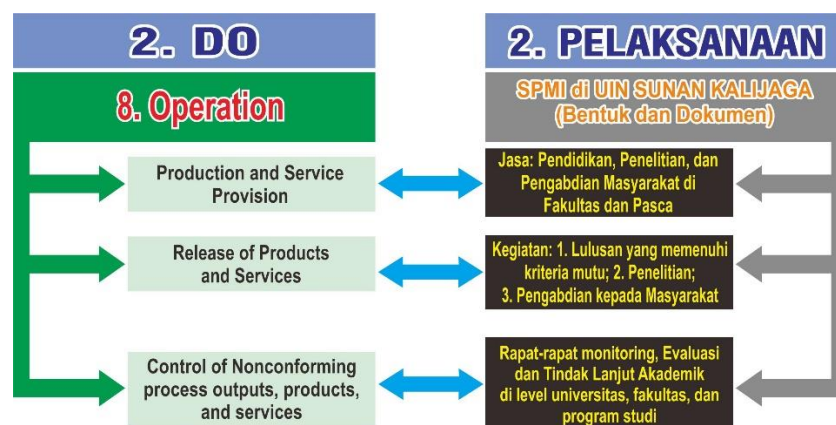 2. DO
8. Operation
Production and Service
Provision
Release of Products
and Services
Control of Nonconforming
process outputs, products,
and services
2. PELAKSANAAN
SPMI di UIN SUNAN KALIJAGA
(Bentuk dan Dokumen)
Jasa: Pendidikan, Penelitian, dan
Pengabdian Masyarakat di
Fakultas dan Pasca
Kegiatan: 1. Lulusan yang memenuhi
kriteria mutu; 2. Penelitian;
3. Pengabdian kepada Masyarakat
Rapat-rapat monitoring, Evaluasi
dan Tindak Lanjut Akademik
di level universitas, fakultas, dan
program studi